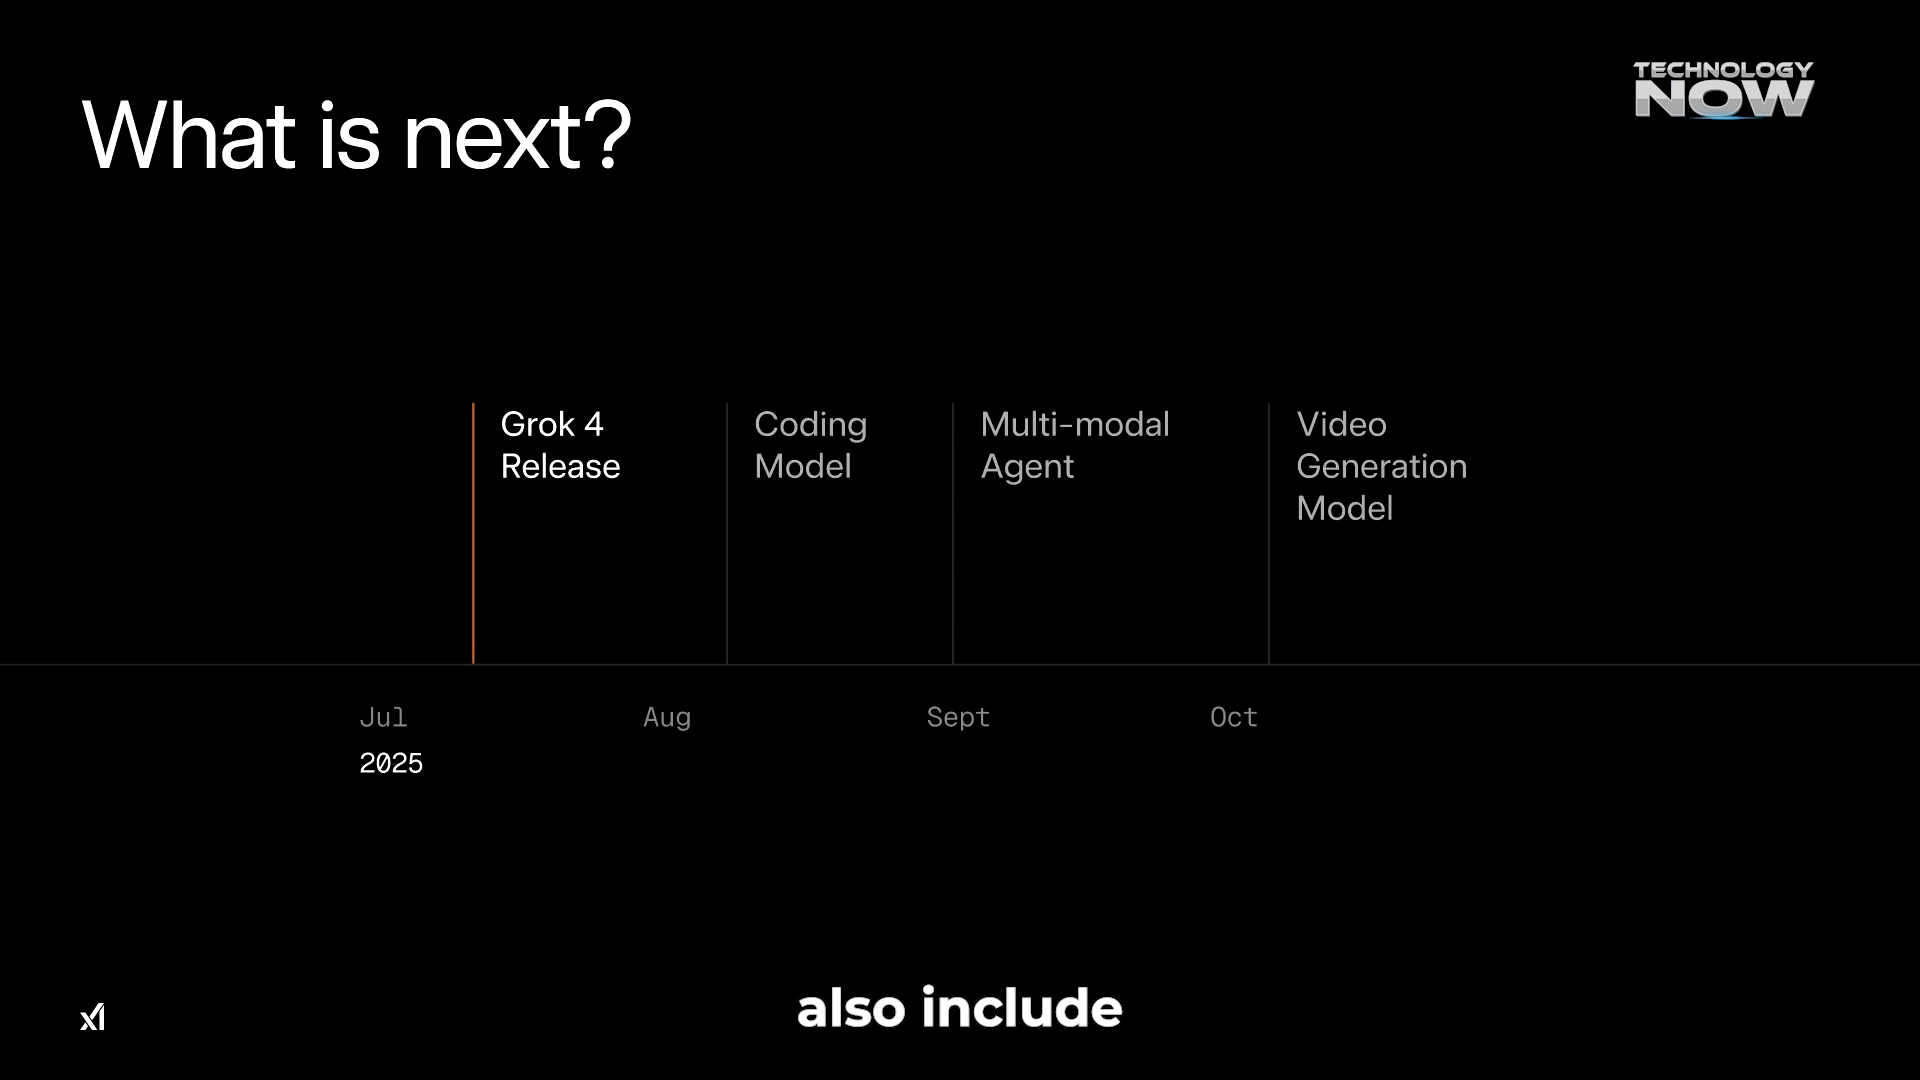 TECHNOLOGY
NOW
What is next?
Grok 4
Release
Coding
Model
Multi-modal
Agent
Video
Generation
Model
Jul
Aug
Sept
Oct
2025
xI
also include